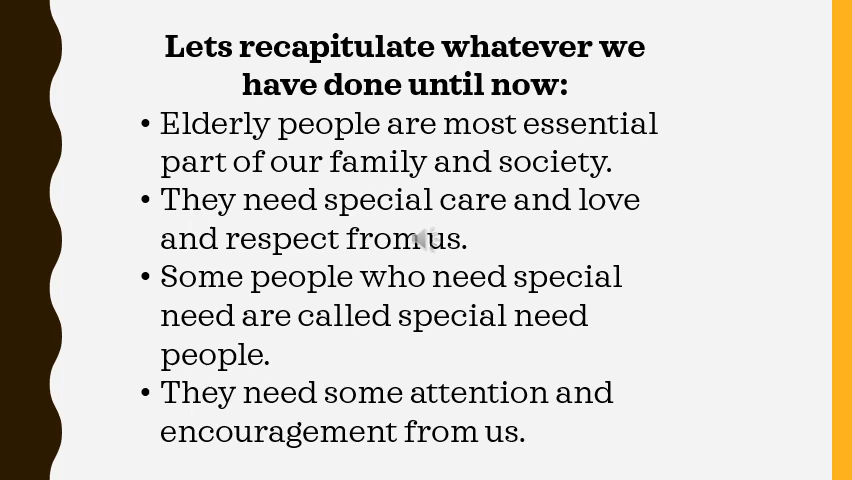 Lets recapitulate whatever we
have done until now:
• Elderly people are most essential
part of our family and society.
• They need special care and love
and respect from us.
• Some people who need special
need are called special need
people.
• They need some attention and
encouragement from us.